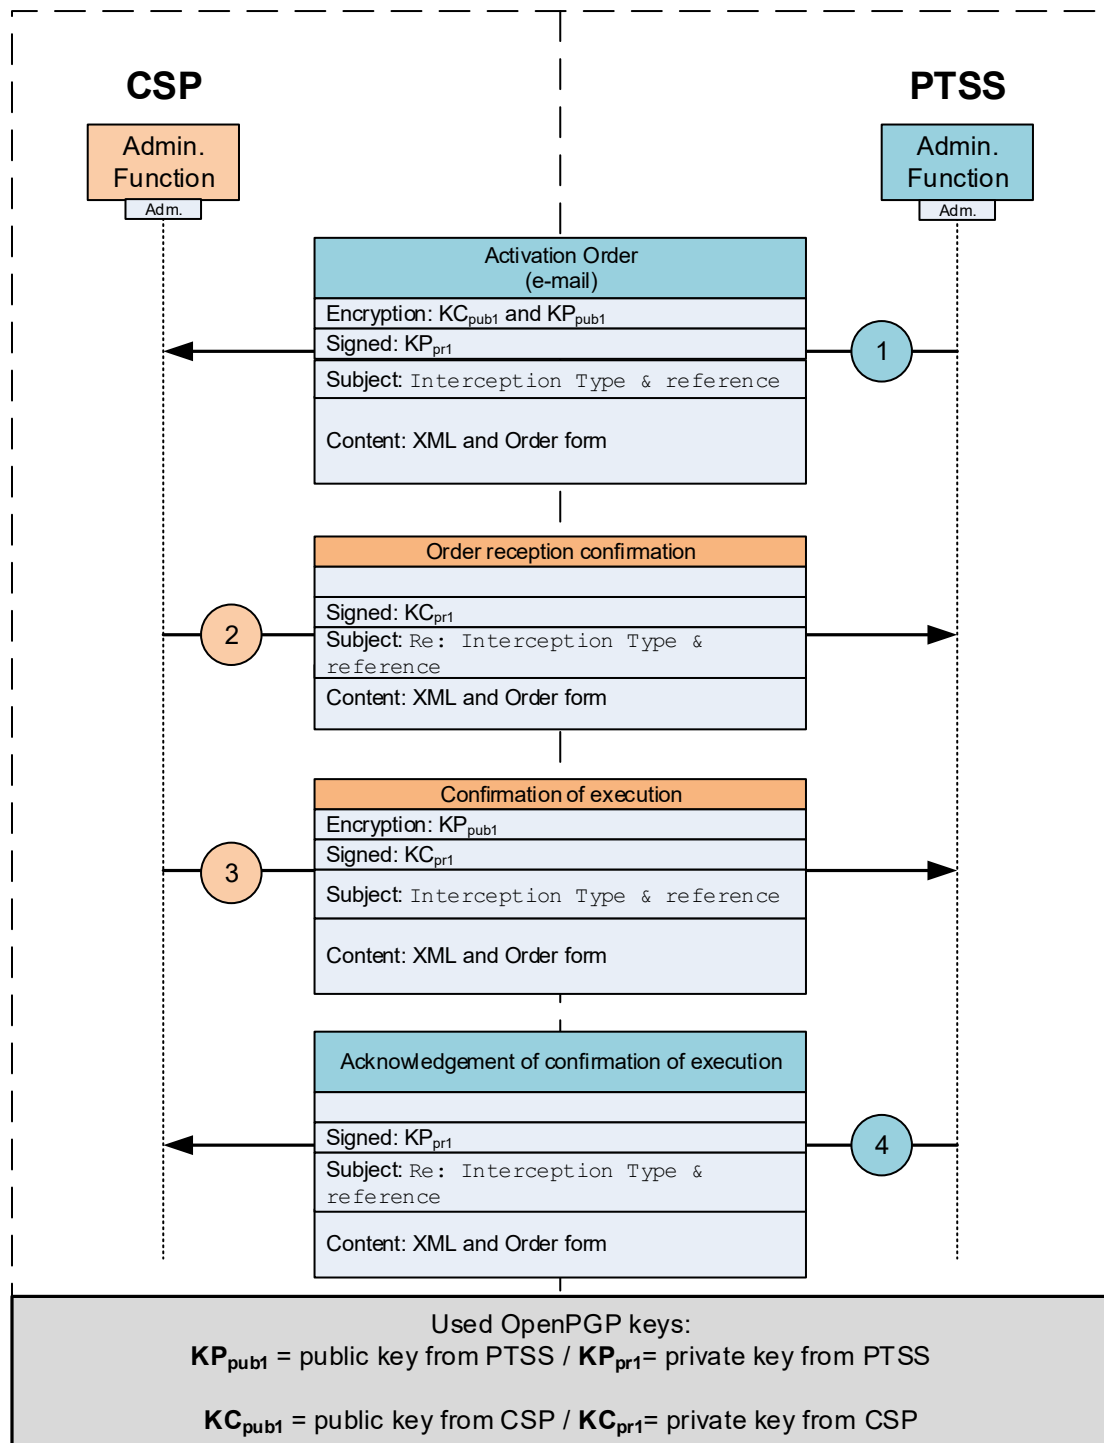 CSP
PTSS
Admin.
Function
Adm.
Admin.
Function
Adm.
Activation Order
(e-mail)
Encryption: KCpub1 and KPpub1
Signed: KPpr1
1
Subject: Interception Type & reference
Content: XML and Order form
Order reception confirmation
Signed: KCpr1
2
Subject: Re: Interception Type &
reference
Content: XML and Order form
Confirmation of execution
Encryption: KPpub1
Signed: KCpr1
3
Subject: Interception Type & reference
Content: XML and Order form
Acknowledgement of confirmation of execution
Signed: KPpr1
4
Subject: Re: Interception Type &
reference
Content: XML and Order form
Used OpenPGP keys:
KPpub1 = public key from PTSS / KPpr1= private key from PTSS
KCpub1 = public key from CSP / KCpr1= private key from CSP